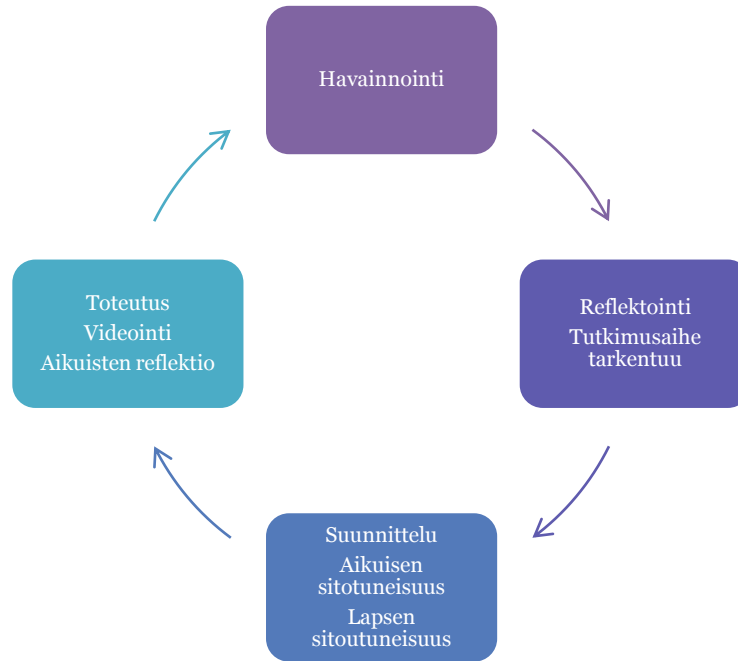 Havainnointi
Reflektointi
Tutkimusaihe
tarkentuu
Suunnittelu
Aikuisen
sitotuneisuus
Lapsen
sitoutuneisuus
Toteutus
Videointi
Aikuisten reflektio